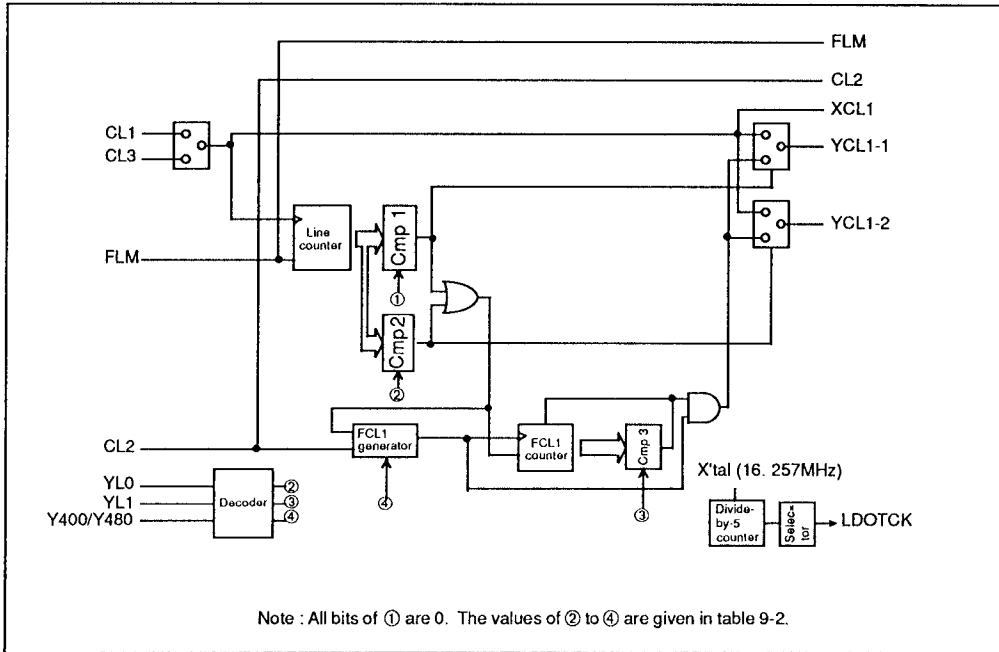 FLM
CL2
XCL1
CL1
CL3
YCL1-1
YCL1-2
Line
counter
Cmp 1
FLM
①
Cmp2
②
CL2
FCL1
generator
FCL1
counter
Cmp 3
④
③
YL0
YL1
Y400/Y480
Decoder
②
③
④
X'tal (16. 257MHz)
Divide-
by-5
counter
Selec=
tor
LDOTCK
Note : All bits of ① are 0. The values of ② to ④ are given in table 9-2.